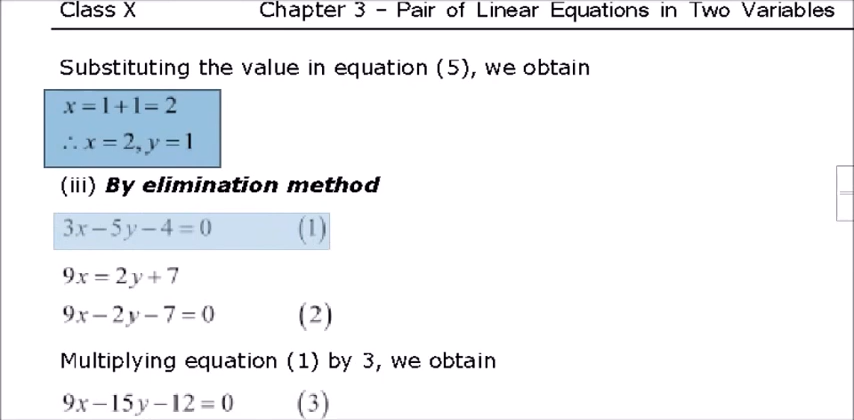 Class X Chapter 3 – Pair of Linear Equations in Two Variables
Substituting the value in equation (5), we obtain
x = 1 + 1 = 2
∴ x = 2, y = 1
(iii) By elimination method
3x − 5y − 4 = 0 (1)
9x = 2y + 7
9x − 2y − 7 = 0 (2)
Multiplying equation (1) by 3, we obtain
9x − 15y − 12 = 0 (3)